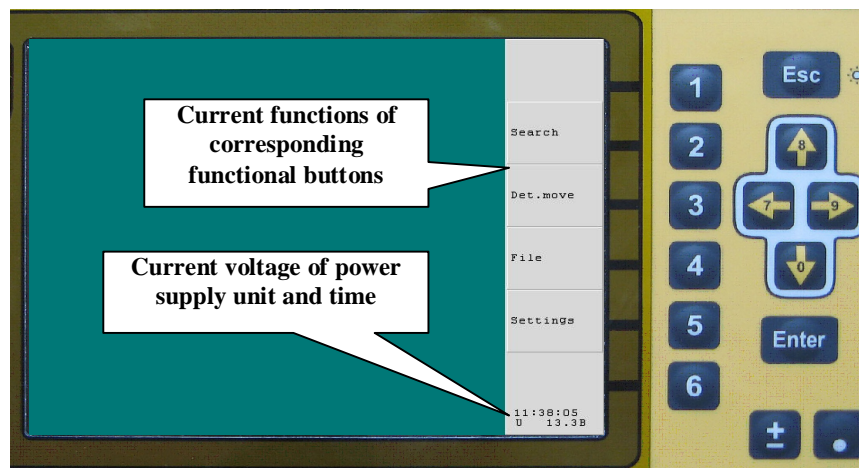 Current functions of
corresponding
functional buttons
Search
Det.move
File
Settings
Current voltage of power
supply unit and time
11:38:05
U 13.3B
1
2
3
4
5
6
Esc
8
7
9
0
Enter
±
.